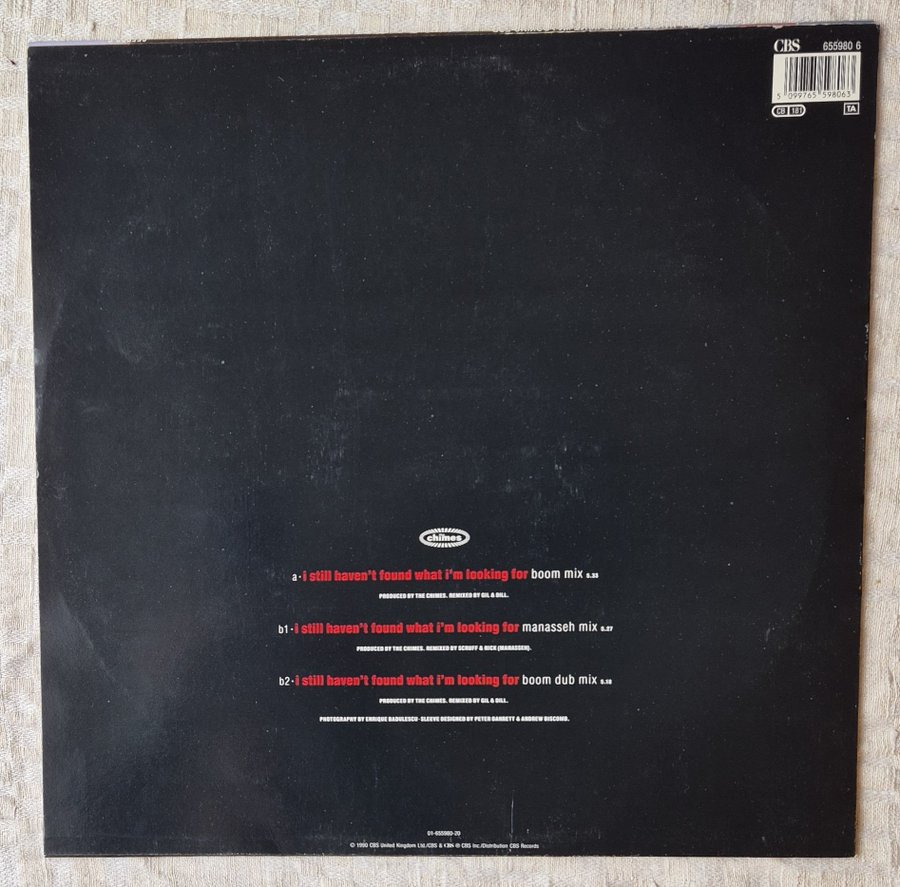 CBS 655980 6
5 099765 598063
CB 181 TA
chimes
a·i still haven't found what i'm looking for boom mix 5.35
PRODUCED BY THE CHIMES. REMIXED BY GIL & DILL.
b1·i still haven't found what i'm looking for manasseh mix 5.27
PRODUCED BY THE CHIMES. REMIXED BY SCRUFF & NICK (MANASSEH).
b2·i still haven't found what i'm looking for boom dub mix 5.10
PRODUCED BY THE CHIMES. REMIXED BY GIL & DILL.
PHOTOGRAPHY BY ENRIQUE BADULESCU·SLEEVE DESIGNED BY PETER BARRETT & ANDREW BISCOMB.
01-655980-20
© 1990 CBS United Kingdom Ltd./CBS & CBS ® CBS Inc./Distribution CBS Records